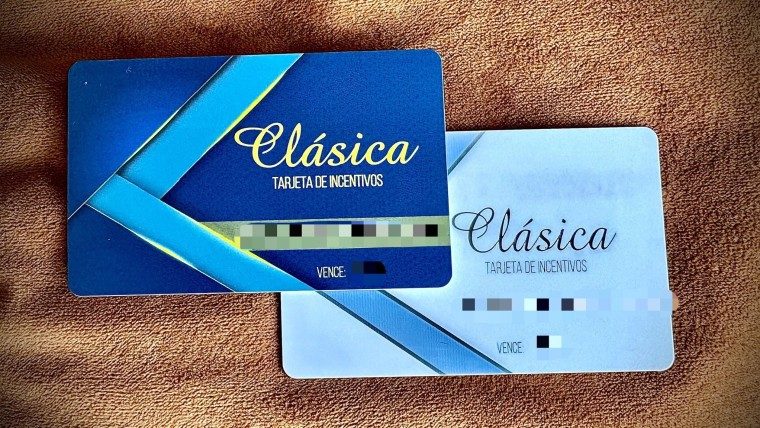 Clásica
TARJETA DE INCENTIVOS
VENCE:
Clásica
TARJETA DE INCENTIVOS
VENCE: